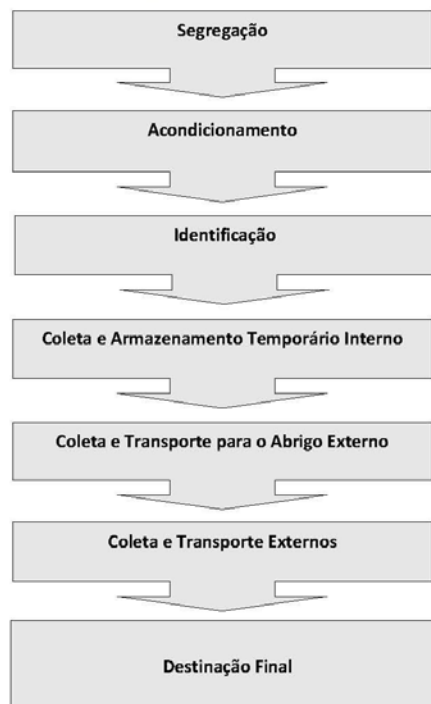 Segregação
Acondicionamento
Identificação
Coleta e Armazenamento Temporário Interno
Coleta e Transporte para o Abrigo Externo
Coleta e Transporte Externos
Destinação Final